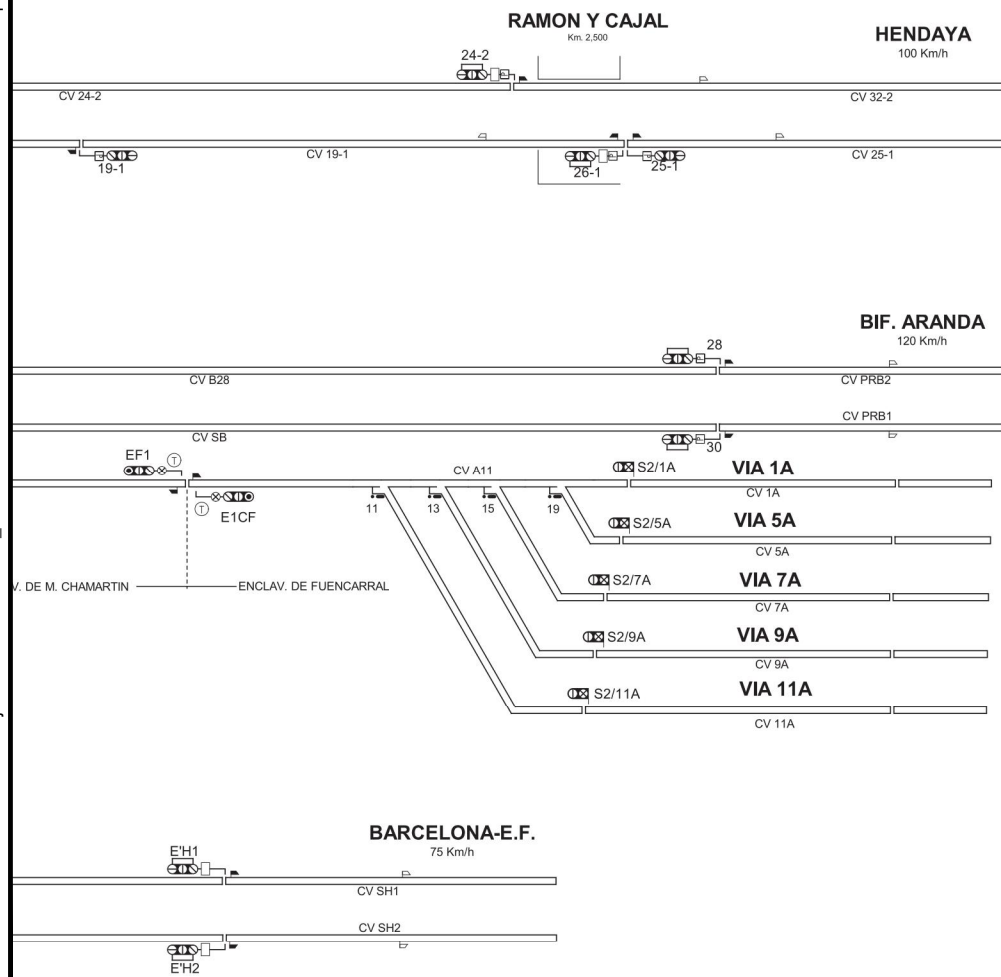 RAMON Y CAJAL
Km. 2,500
HENDAYA
100 Km/h
24-2
CV 24-2
CV 32-2
CV 19-1
CV 25-1
19-1
26-1
25-1
BIF. ARANDA
120 Km/h
28
CV B28
CV PRB2
CV PRB1
CV SB
30
EF1
T
CV A11
S2/1A
VIA 1A
CV 1A
T
E1CF
11
13
15
19
S2/5A
VIA 5A
CV 5A
V. DE M. CHAMARTIN
ENCLAV. DE FUENCARRAL
S2/7A
VIA 7A
CV 7A
S2/9A
VIA 9A
CV 9A
S2/11A
VIA 11A
CV 11A
BARCELONA-E.F.
75 Km/h
E'H1
CV SH1
CV SH2
E'H2